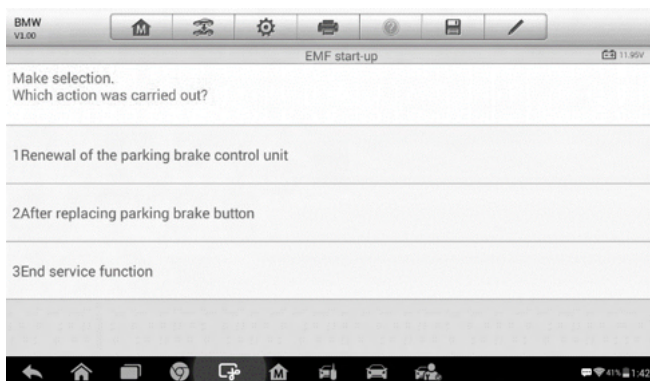 BMW
V1.00
EMF start-up
11.95V
Make selection.
Which action was carried out?
1Renewal of the parking brake control unit
2After replacing parking brake button
3End service function
41% 1:42